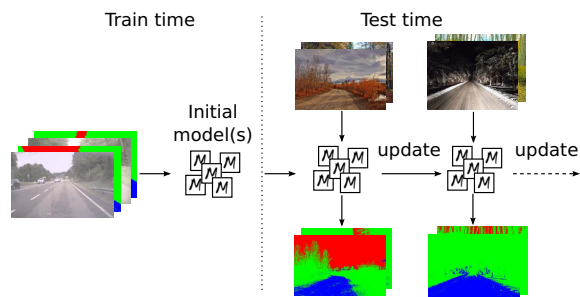 Train time
Test time
Initial
model(s)
M M M M M
update
M M M M M
update
M M M M M